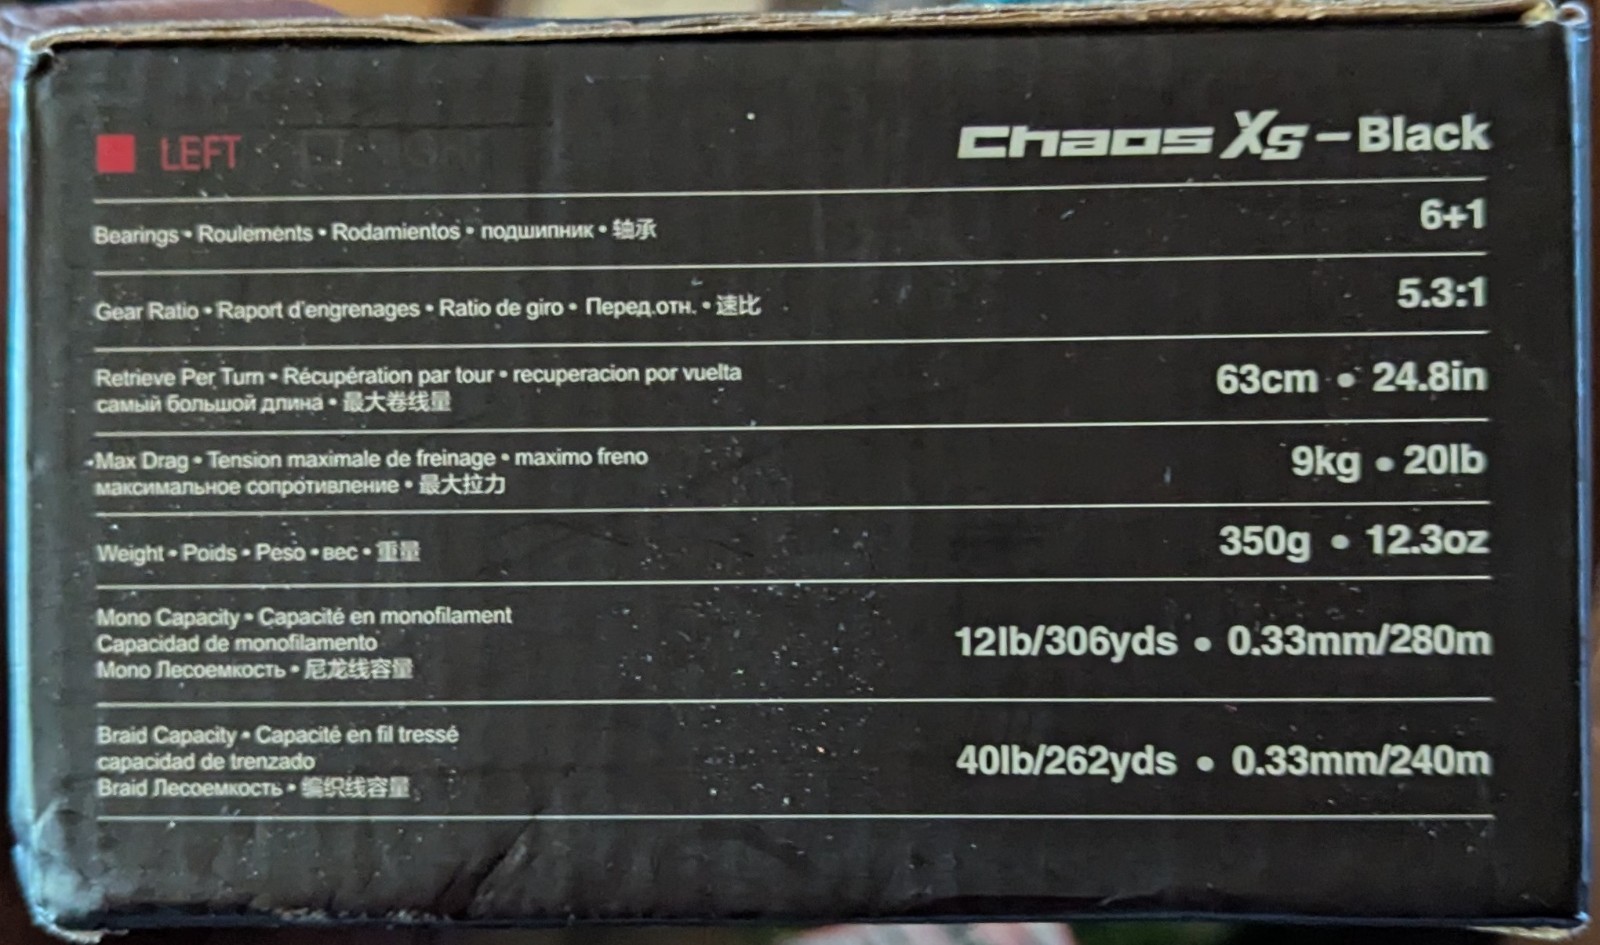 LEFT
Chaos XS – Black
Bearings • Roulements • Rodamientos • подшипник • 轴承
6+1
Gear Ratio • Raport d'engrenages • Ratio de giro • Перед.отн. • 速比
5.3:1
Retrieve Per Turn • Récupération par tour • recuperacion por vuelta
самый большой длина • 最大卷线量
63cm • 24.8in
Max Drag • Tension maximale de freinage • maximo freno
максимальное сопротивление • 最大拉力
9kg • 20lb
Weight • Poids • Peso • вес • 重量
350g • 12.3oz
Mono Capacity • Capacité en monofilament
Capacidad de monofilamento
Mono Лесоемкость • 尼龙线容量
12lb/306yds • 0.33mm/280m
Braid Capacity • Capacité en fil tressé
capacidad de trenzado
Braid Лесоемкость • 编织线容量
40lb/262yds • 0.33mm/240m